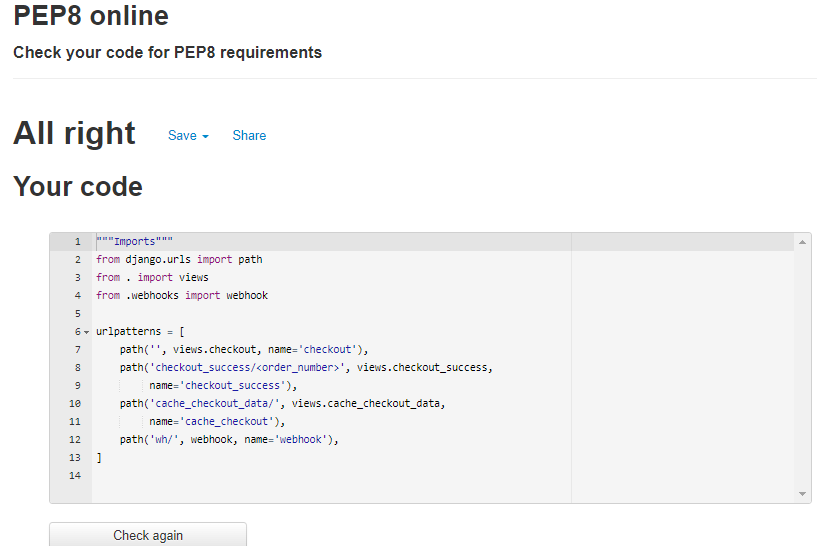 PEP8 online
Check your code for PEP8 requirements
All right Save Share
Your code
1 """Imports"""
2 from django.urls import path
3 from . import views
4 from .webhooks import webhook
5
6 urlpatterns = [
7     path('', views.checkout, name='checkout'),
8     path('checkout_success/<order_number>', views.checkout_success,
9          name='checkout_success'),
10     path('cache_checkout_data/', views.cache_checkout_data,
11          name='cache_checkout'),
12     path('wh/', webhook, name='webhook'),
13 ]
14
Check again